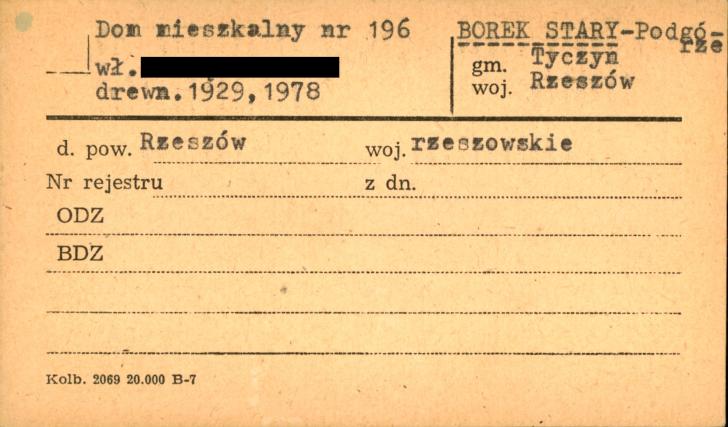 Dom mieszkalny nr 196
wł.
drewn.1929,1978
BOREK STARY-Podgó-
rze
gm. Tyczyn
woj. Rzeszów
d. pow. Rzeszów woj. rzeszowskie
Nr rejestru z dn.
ODZ
BDZ
Kolb. 2069 20.000 B-7